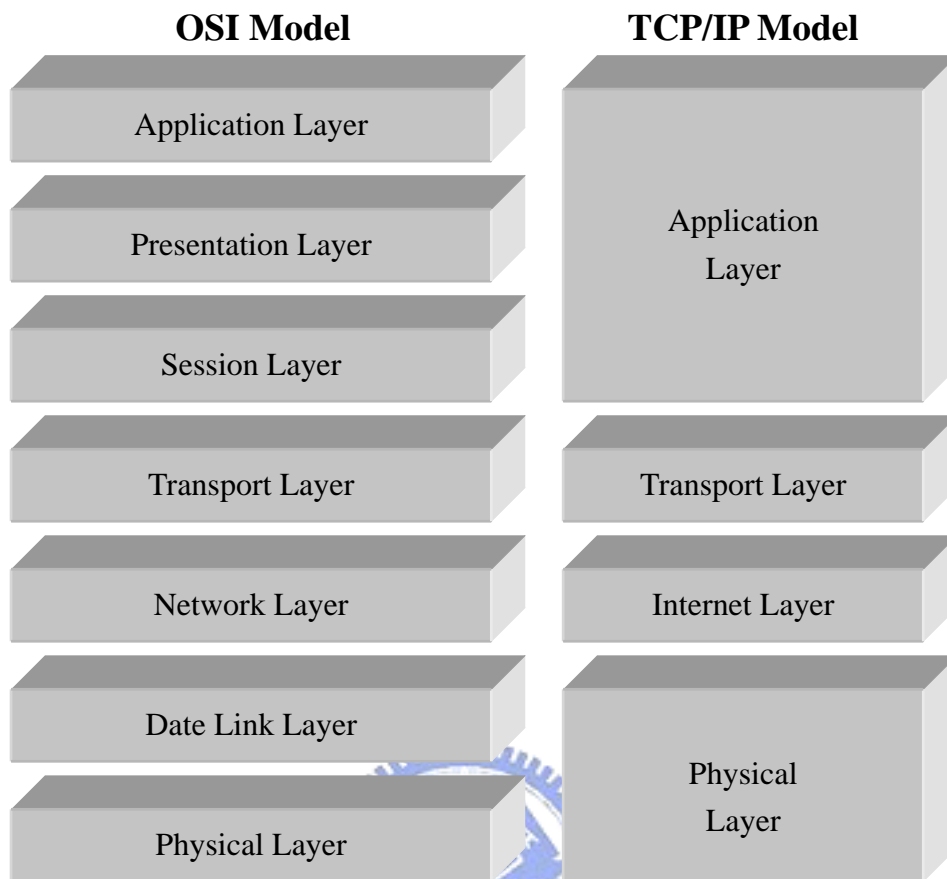 OSI Model
Application Layer
Presentation Layer
Session Layer
Transport Layer
Network Layer
Date Link Layer
Physical Layer
TCP/IP Model
Application
Layer
Transport Layer
Internet Layer
Physical
Layer